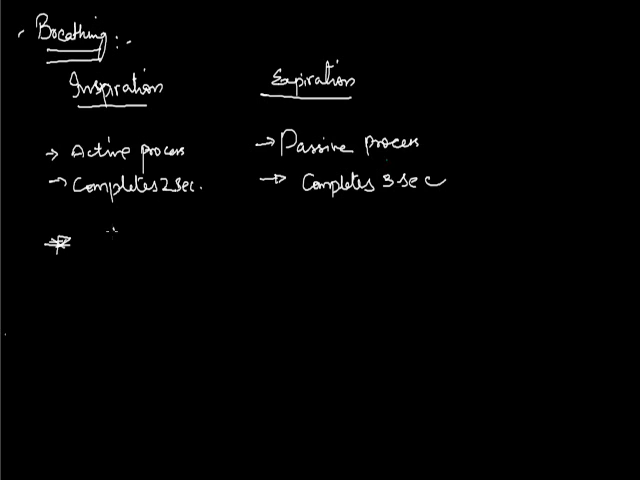 Breathing :-
Inspiration Expiration
→ Active process → Passive process
→ Completes 2 sec. → Completes 3 sec